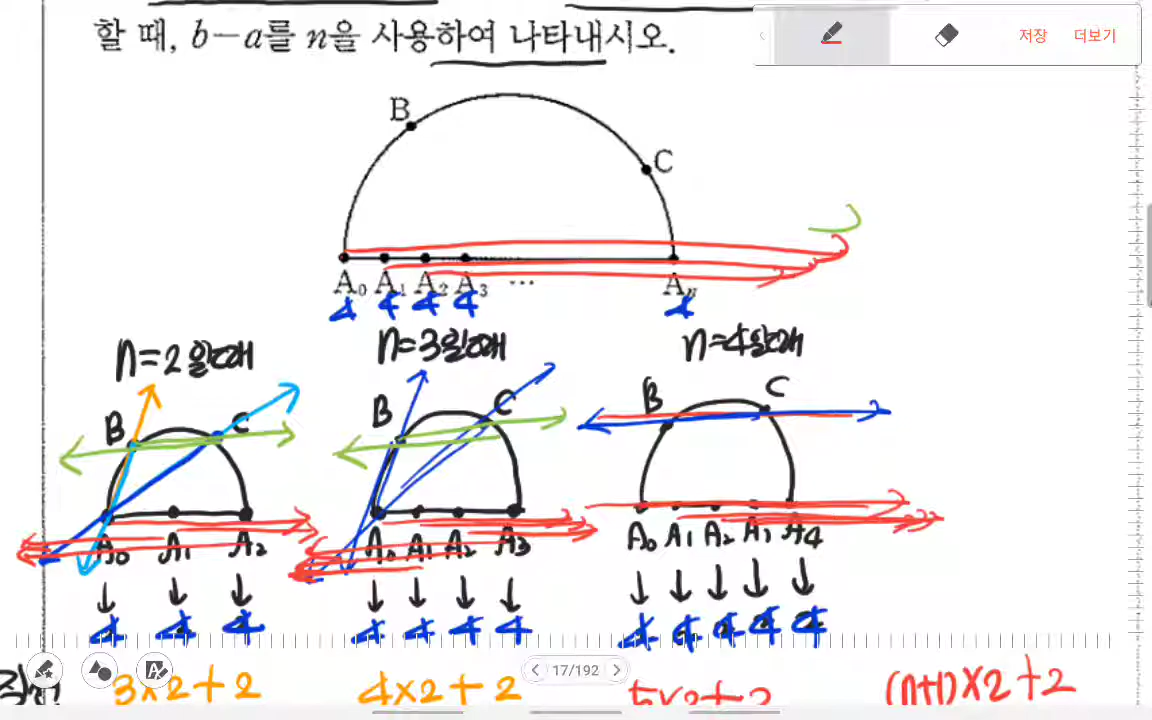 할 때, b-a를 n을 사용하여 나타내시오.
저장 더보기
B
C
A₀ A₁ A₂ A₃ ... Aₙ
4 4 4 4 4
n=2일때 n=3일때 n=4일때
B C B C B C
A₀ A₁ A₂ A₀ A₁ A₂ A₃ A₀ A₁ A₂ A₃ A₄
↓ ↓ ↓ ↓ ↓ ↓ ↓ ↓ ↓ ↓ ↓ ↓
4 4 4 4 4 4 4 4 4 4 4 4
17/192
3×2+2 4×2+2 5×2+2 (n+1)×2+2